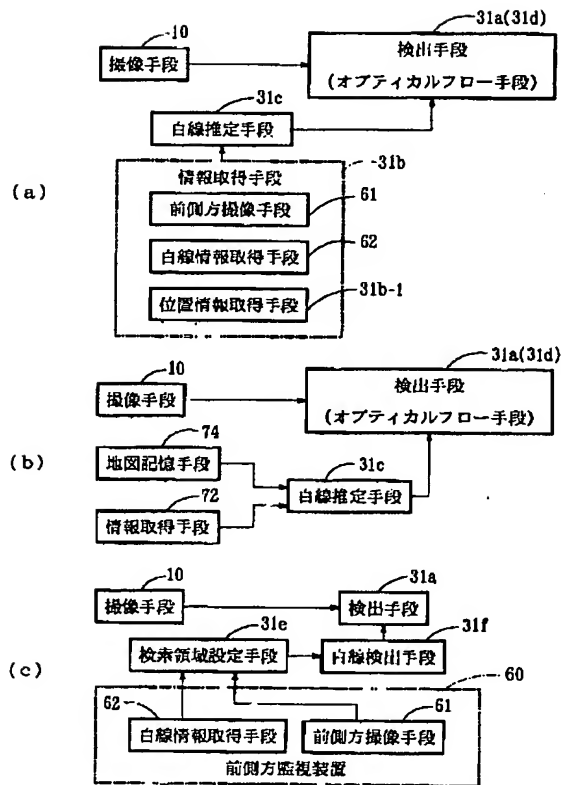 10
撮像手段
31a(31d)
検出手段
(オプティカルフロー手段)
31c
白線推定手段
31b
(a)
情報取得手段
61
前側方撮像手段
62
白線情報取得手段
31b-1
位置情報取得手段
31a(31d)
10
撮像手段
検出手段
(オプティカルフロー手段)
74
(b)
地図記憶手段
31c
白線推定手段
72
情報取得手段
10
撮像手段
31a
検出手段
31e
検索領域設定手段
31f
白線検出手段
(c)
60
62
白線情報取得手段
61
前側方撮像手段
前側方監視装置